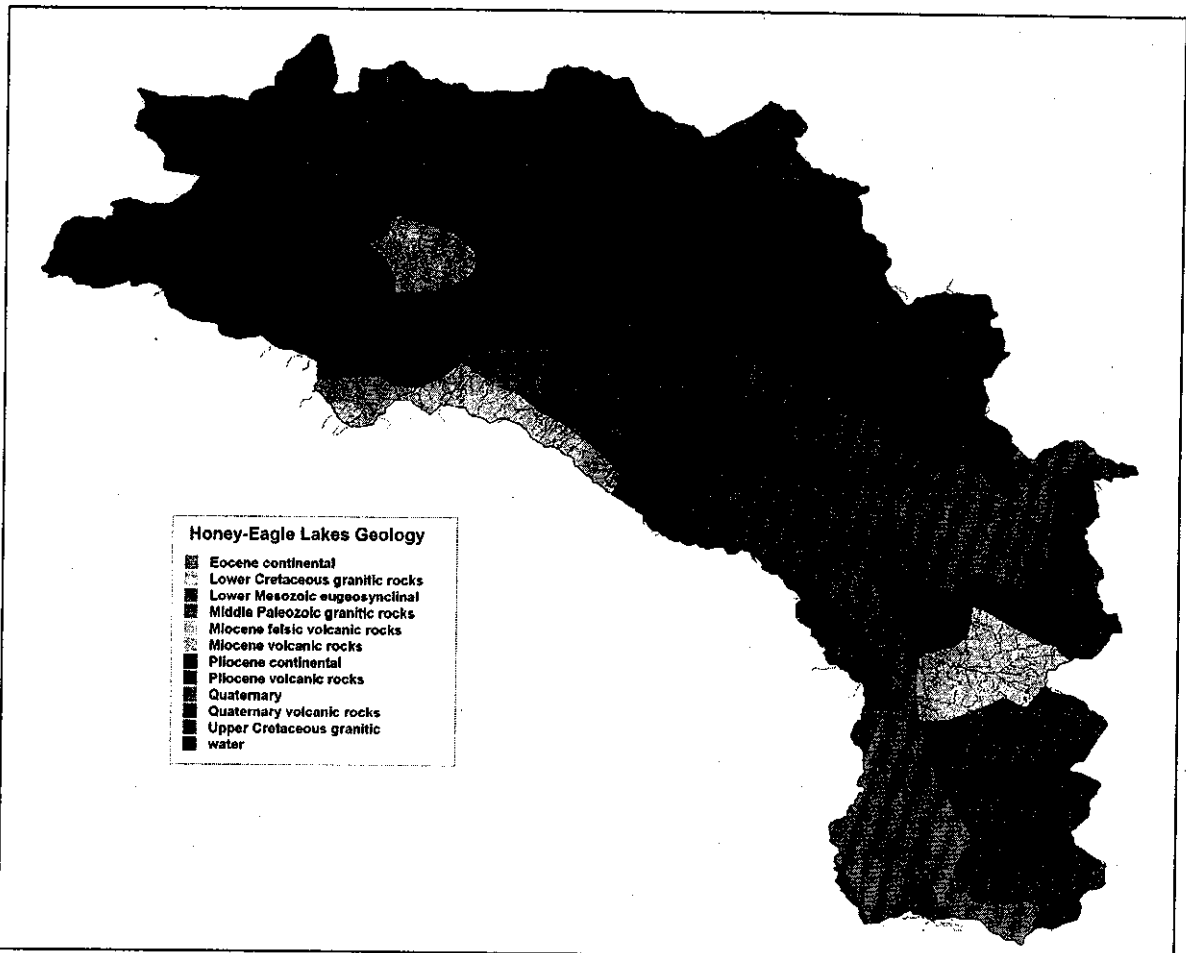 Honey-Eagle Lakes Geology
Eocene continental
Lower Cretaceous granitic rocks
Lower Mesozoic eugeosynclinal
Middle Paleozoic granitic rocks
Miocene felsic volcanic rocks
Miocene volcanic rocks
Pliocene continental
Pliocene volcanic rocks
Quaternary
Quaternary volcanic rocks
Upper Cretaceous granitic
water